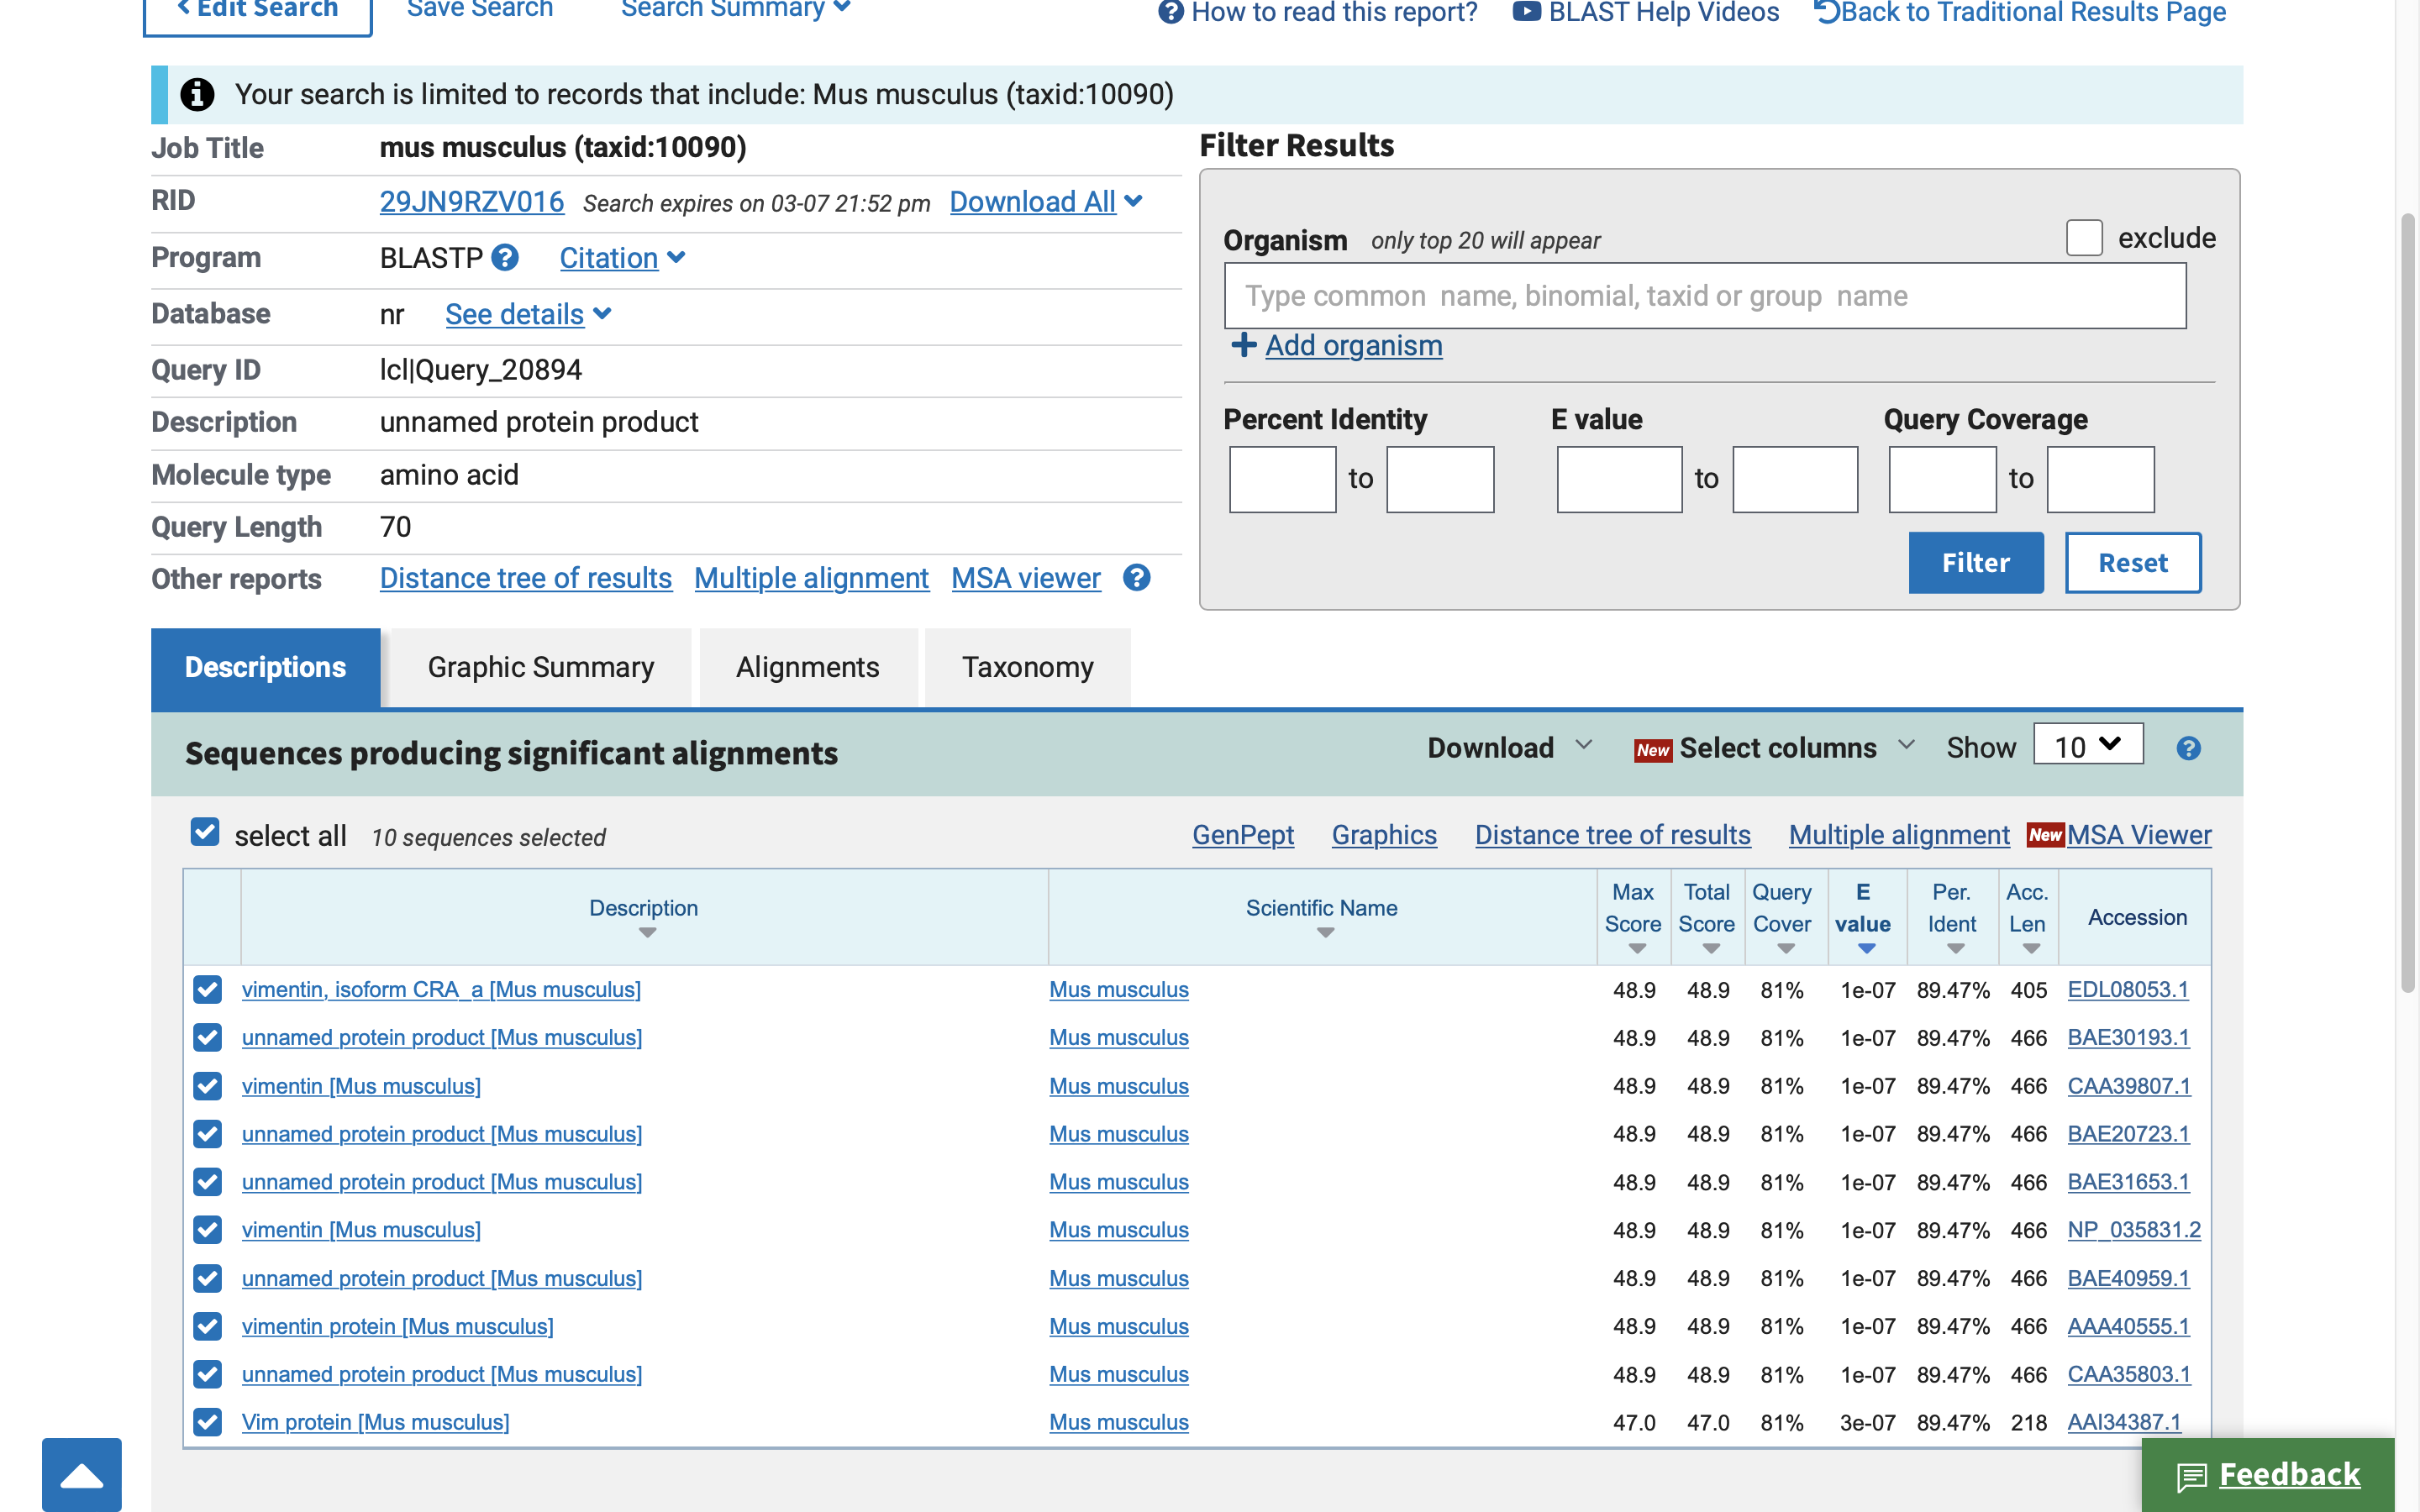 Edit Search Save Search Search Summary How to read this report? BLAST Help Videos Back to Traditional Results Page
Your search is limited to records that include: Mus musculus (taxid:10090)
Job Title mus musculus (taxid:10090)
RID 29JN9RZV016 Search expires on 03-07 21:52 pm Download All
Program BLASTP Citation
Database nr See details
Query ID lcl|Query_20894
Description unnamed protein product
Molecule type amino acid
Query Length 70
Other reports Distance tree of results Multiple alignment MSA viewer
Filter Results
Organism only top 20 will appear exclude
Type common name, binomial, taxid or group name
Add organism
Percent Identity E value Query Coverage
to to to
Filter Reset
Descriptions Graphic Summary Alignments Taxonomy
Sequences producing significant alignments Download New Select columns Show 10
select all 10 sequences selected GenPept Graphics Distance tree of results Multiple alignment New MSA Viewer
Description Scientific Name Max Score Total Score Query Cover E value Per. Ident Acc. Len Accession
vimentin, isoform CRA_a [Mus musculus] Mus musculus 48.9 48.9 81% 1e-07 89.47% 405 EDL08053.1
unnamed protein product [Mus musculus] Mus musculus 48.9 48.9 81% 1e-07 89.47% 466 BAE30193.1
vimentin [Mus musculus] Mus musculus 48.9 48.9 81% 1e-07 89.47% 466 CAA39807.1
unnamed protein product [Mus musculus] Mus musculus 48.9 48.9 81% 1e-07 89.47% 466 BAE20723.1
unnamed protein product [Mus musculus] Mus musculus 48.9 48.9 81% 1e-07 89.47% 466 BAE31653.1
vimentin [Mus musculus] Mus musculus 48.9 48.9 81% 1e-07 89.47% 466 NP_035831.2
unnamed protein product [Mus musculus] Mus musculus 48.9 48.9 81% 1e-07 89.47% 466 BAE40959.1
vimentin protein [Mus musculus] Mus musculus 48.9 48.9 81% 1e-07 89.47% 466 AAA40555.1
unnamed protein product [Mus musculus] Mus musculus 48.9 48.9 81% 1e-07 89.47% 466 CAA35803.1
Vim protein [Mus musculus] Mus musculus 47.0 47.0 81% 3e-07 89.47% 218 AAI34387.1
Feedback